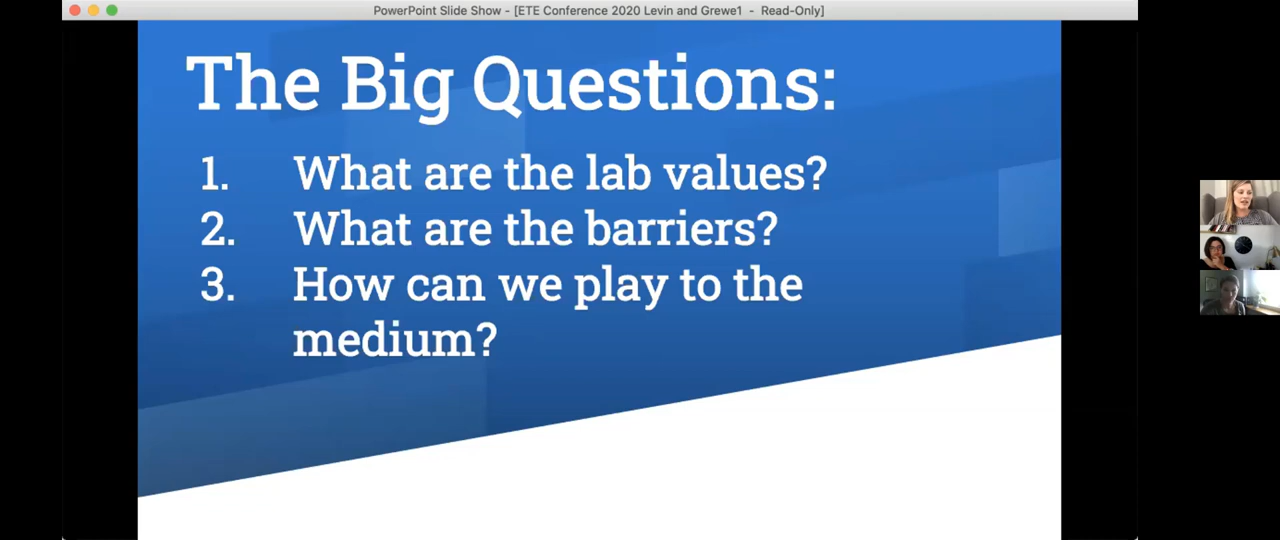 PowerPoint Slide Show - [ETE Conference 2020 Levin and Grewe1 - Read-Only]
The Big Questions:
1. What are the lab values?
2. What are the barriers?
3. How can we play to the
medium?